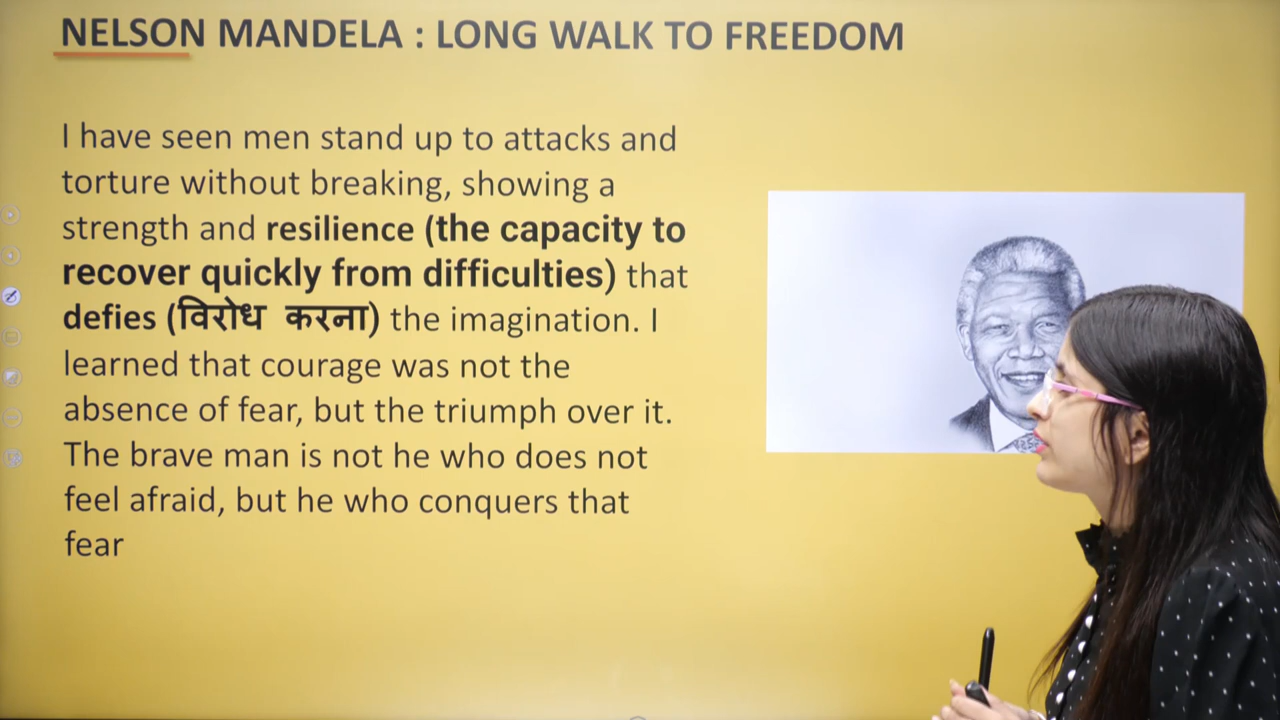 NELSON MANDELA : LONG WALK TO FREEDOM
I have seen men stand up to attacks and
torture without breaking, showing a
strength and resilience (the capacity to
recover quickly from difficulties) that
defies (विरोध करना) the imagination. I
learned that courage was not the
absence of fear, but the triumph over it.
The brave man is not he who does not
feel afraid, but he who conquers that
fear